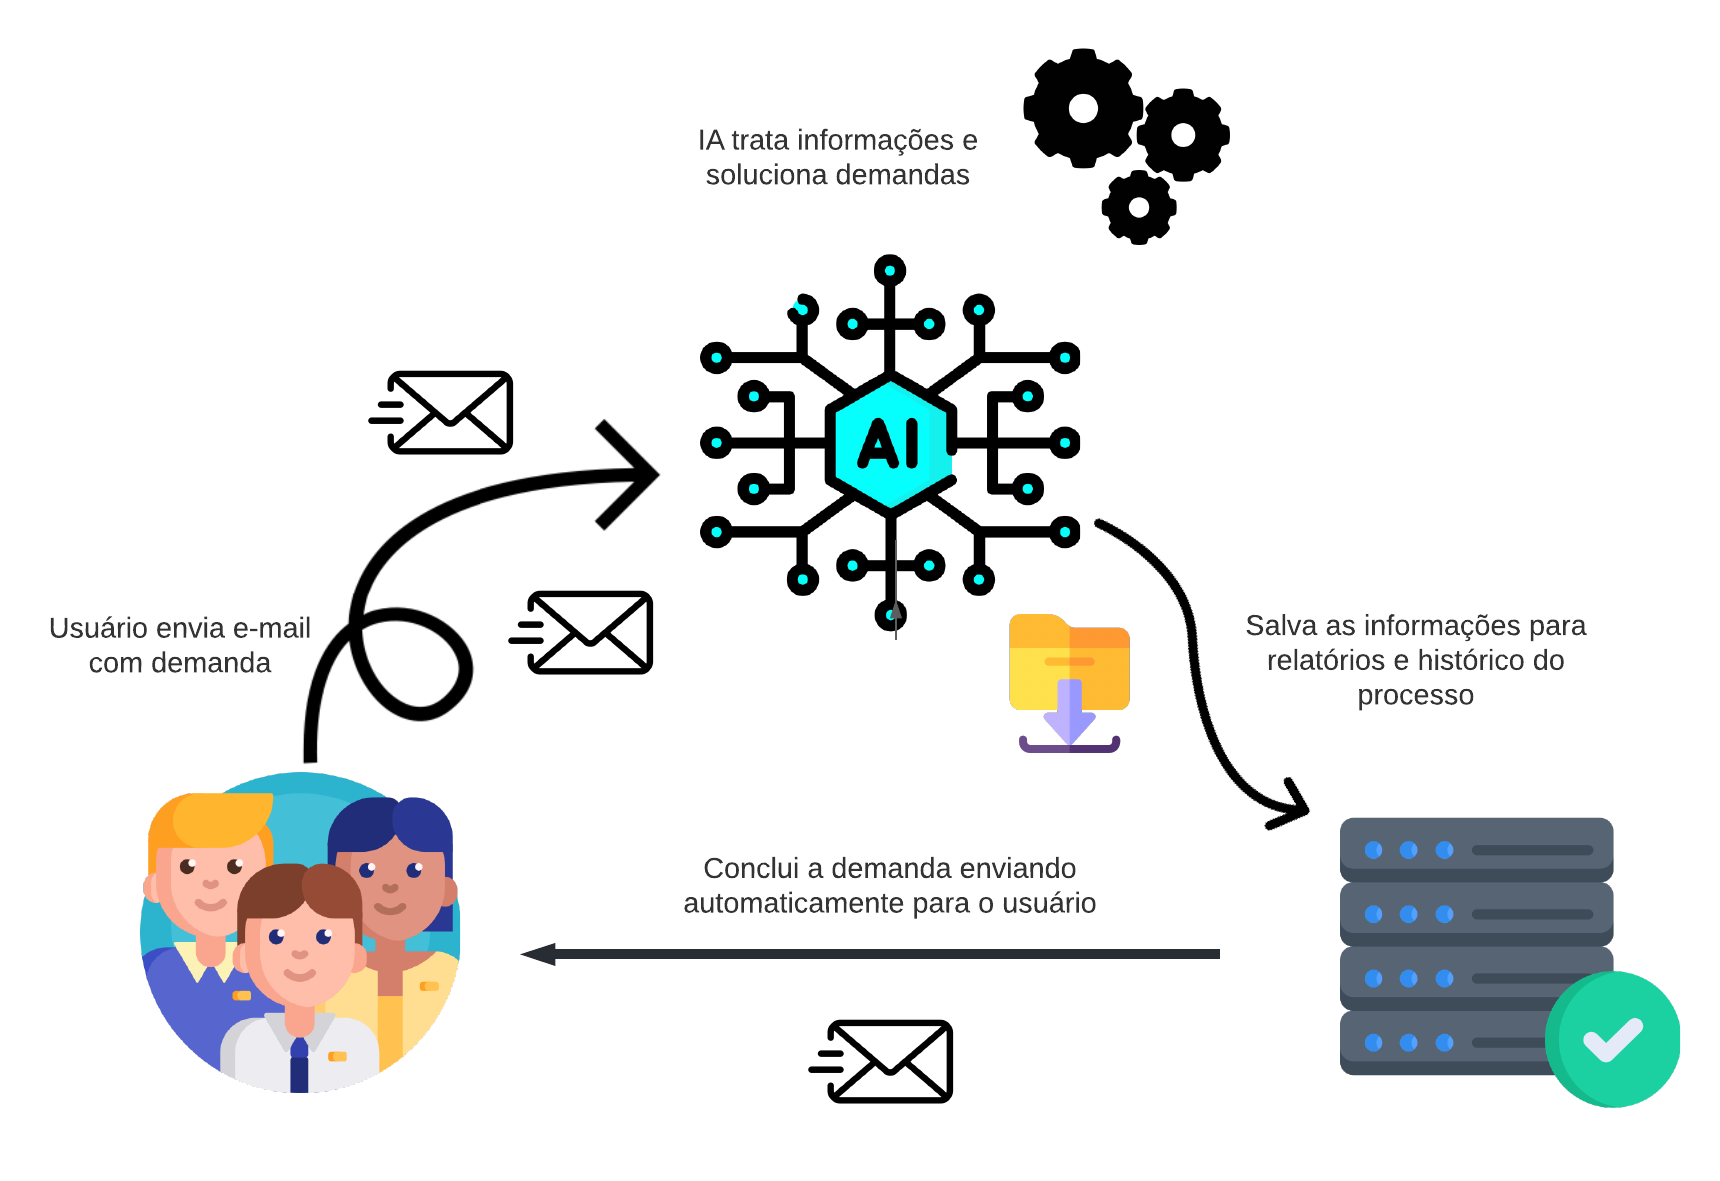 IA trata informações e
soluciona demandas
AI
Usuário envia e-mail
com demanda
Salva as informações para
relatórios e histórico do
processo
Conclui a demanda enviando
automaticamente para o usuário